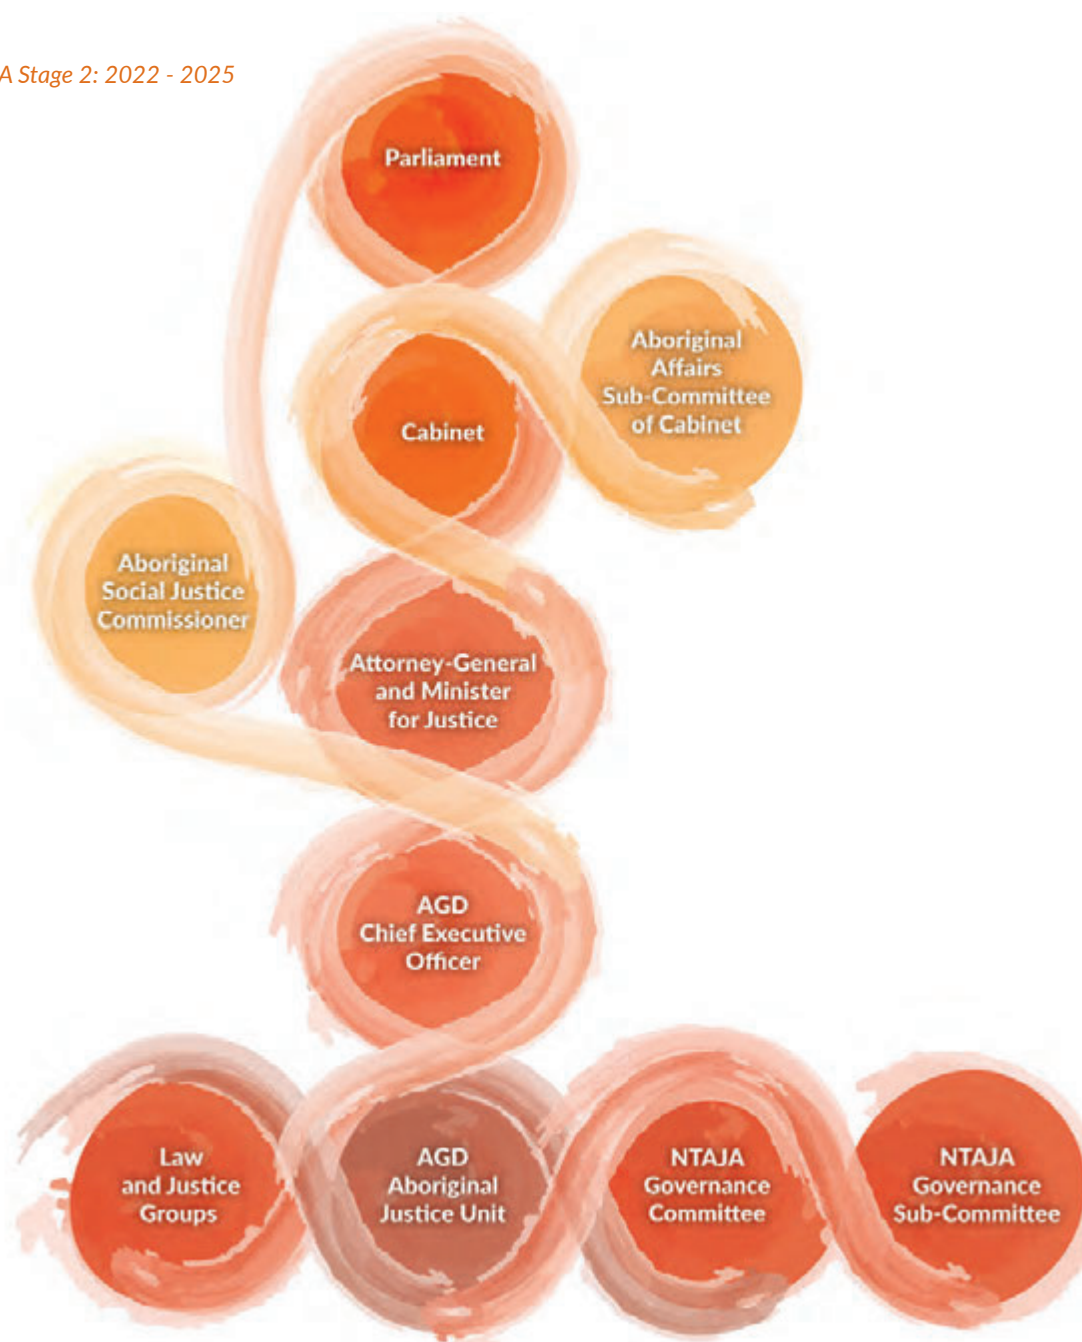 A Stage 2: 2022 - 2025
Parliament
Aboriginal
Affairs
Sub-Committee
of Cabinet
Cabinet
Aboriginal
Social Justice
Commissioner
Attorney-General
and Minister
for Justice
AGD
Chief Executive
Officer
Law
and Justice
Groups
AGD
Aboriginal
Justice Unit
NTAJA
Governance
Committee
NTAJA
Governance
Sub-Committee